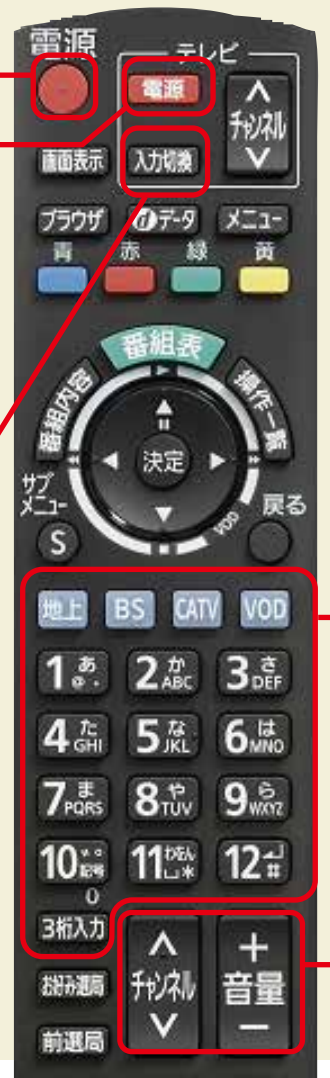 電源
テレビ
電源
チャンネル
画面表示
入力切換
ブラウザ
dデータ
メニュー
青
赤
緑
黄
番組表
番組内容
操作一覧
決定
サブ
メニュー
S
戻る
VOD
地上
BS
CATV
VOD
1 あ @.
2 か ABC
3 さ DEF
4 た GHI
5 な JKL
6 は MNO
7 ま PQRS
8 や TUV
9 ら WXYZ
10 記号
0
11 わをん ␣*
12 #
3桁入力
チャンネル
+
音量
−
お好み選局
前選局